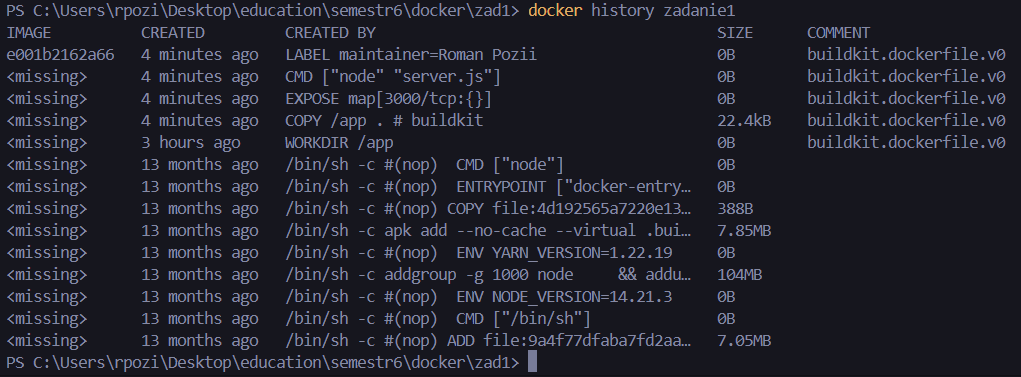 PS C:\Users\rpozi\Desktop\education\semestr6\docker\zad1> docker history zadanie1
IMAGE          CREATED         CREATED BY                                      SIZE      COMMENT
e001b2162a66   4 minutes ago   LABEL maintainer=Roman Pozii                    0B        buildkit.dockerfile.v0
<missing>      4 minutes ago   CMD ["node" "server.js"]                        0B        buildkit.dockerfile.v0
<missing>      4 minutes ago   EXPOSE map[3000/tcp:{}]                         0B        buildkit.dockerfile.v0
<missing>      4 minutes ago   COPY /app . # buildkit                          22.4kB    buildkit.dockerfile.v0
<missing>      3 hours ago     WORKDIR /app                                    0B        buildkit.dockerfile.v0
<missing>      13 months ago   /bin/sh -c #(nop)  CMD ["node"]                 0B
<missing>      13 months ago   /bin/sh -c #(nop)  ENTRYPOINT ["docker-entry…   0B
<missing>      13 months ago   /bin/sh -c #(nop) COPY file:4d192565a7220e13…   388B
<missing>      13 months ago   /bin/sh -c apk add --no-cache --virtual .bui…   7.85MB
<missing>      13 months ago   /bin/sh -c #(nop)  ENV YARN_VERSION=1.22.19     0B
<missing>      13 months ago   /bin/sh -c addgroup -g 1000 node     && addu…   104MB
<missing>      13 months ago   /bin/sh -c #(nop)  ENV NODE_VERSION=14.21.3     0B
<missing>      13 months ago   /bin/sh -c #(nop)  CMD ["/bin/sh"]              0B
<missing>      13 months ago   /bin/sh -c #(nop) ADD file:9a4f77dfaba7fd2aa…   7.05MB
PS C:\Users\rpozi\Desktop\education\semestr6\docker\zad1>